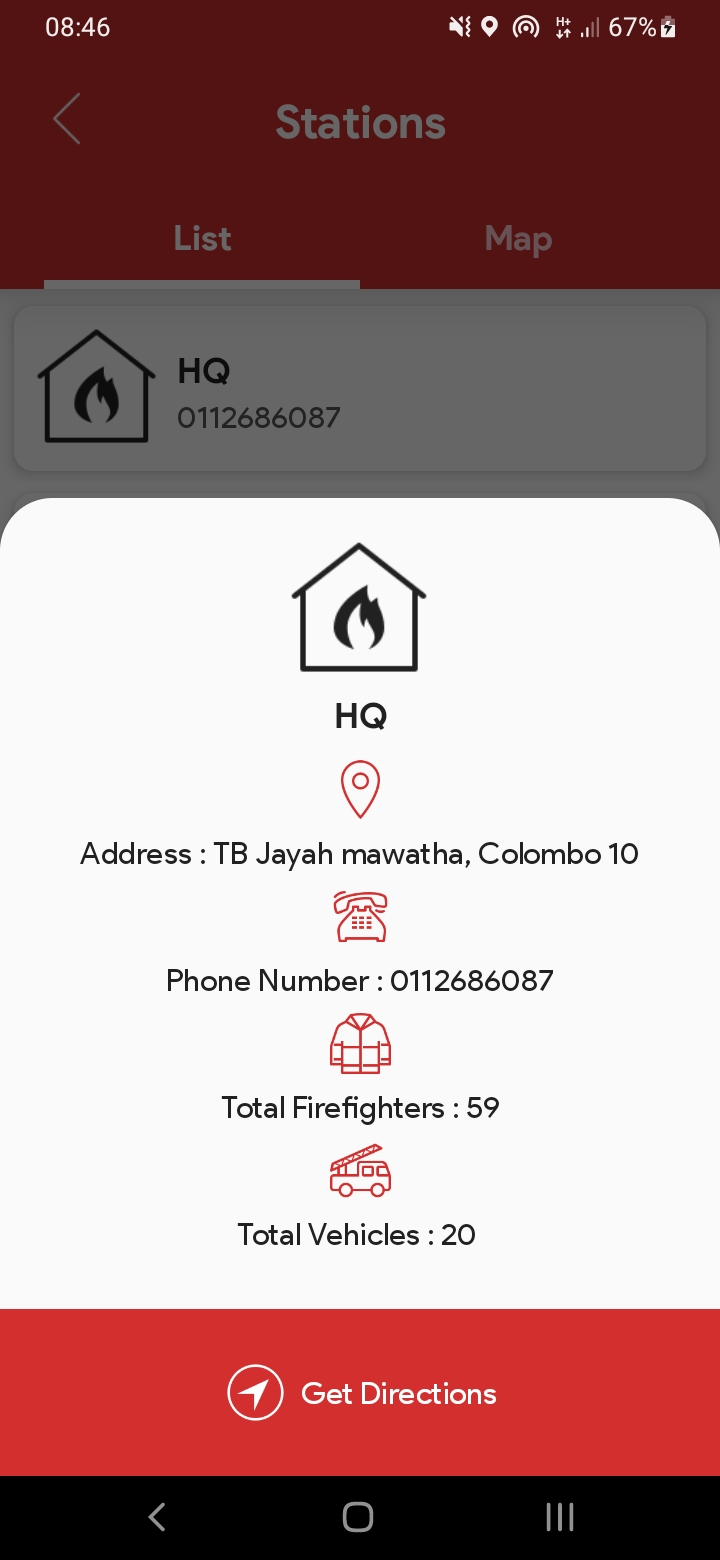 08:46
H+
67%
Stations
List
Map
HQ
0112686087
HQ
Address : TB Jayah mawatha, Colombo 10
Phone Number : 0112686087
Total Firefighters : 59
Total Vehicles : 20
Get Directions